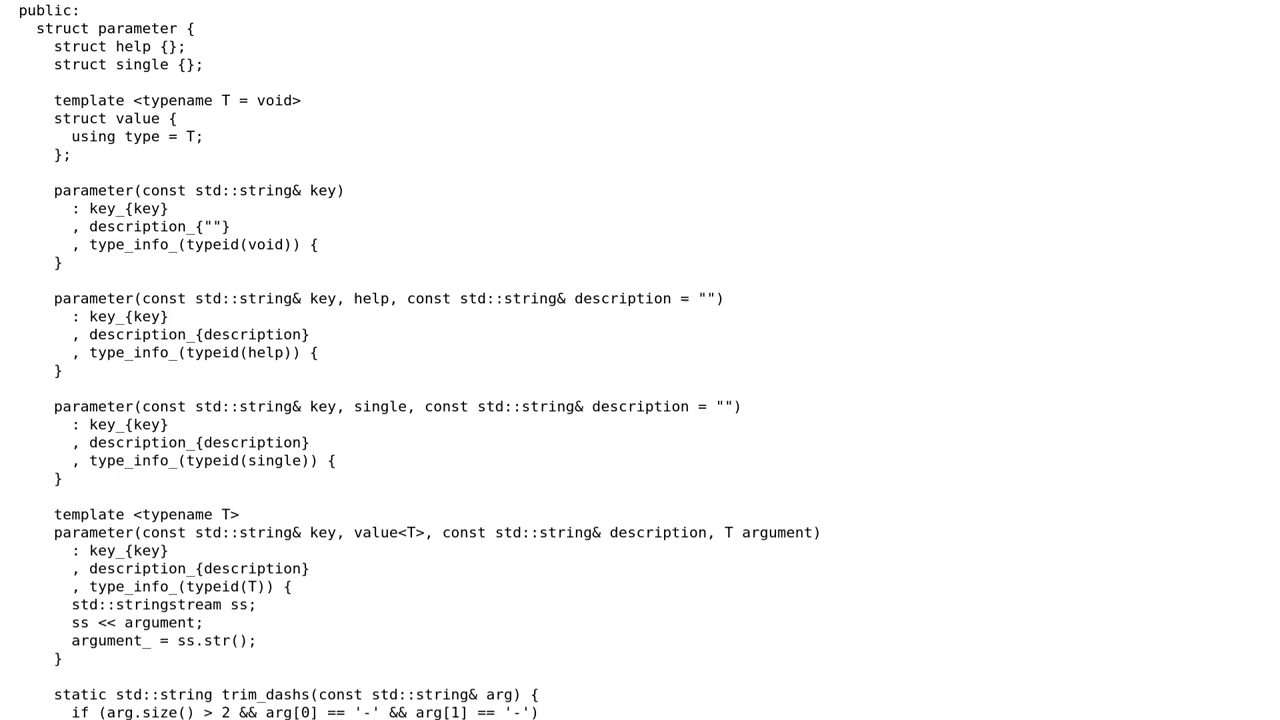 public:
  struct parameter {
    struct help {};
    struct single {};

    template <typename T = void>
    struct value {
      using type = T;
    };

    parameter(const std::string& key)
      : key_{key}
      , description_{""}
      , type_info_(typeid(void)) {
    }

    parameter(const std::string& key, help, const std::string& description = "")
      : key_{key}
      , description_{description}
      , type_info_(typeid(help)) {
    }

    parameter(const std::string& key, single, const std::string& description = "")
      : key_{key}
      , description_{description}
      , type_info_(typeid(single)) {
    }

    template <typename T>
    parameter(const std::string& key, value<T>, const std::string& description, T argument)
      : key_{key}
      , description_{description}
      , type_info_(typeid(T)) {
      std::stringstream ss;
      ss << argument;
      argument_ = ss.str();
    }

    static std::string trim_dashs(const std::string& arg) {
      if (arg.size() > 2 && arg[0] == '-' && arg[1] == '-')